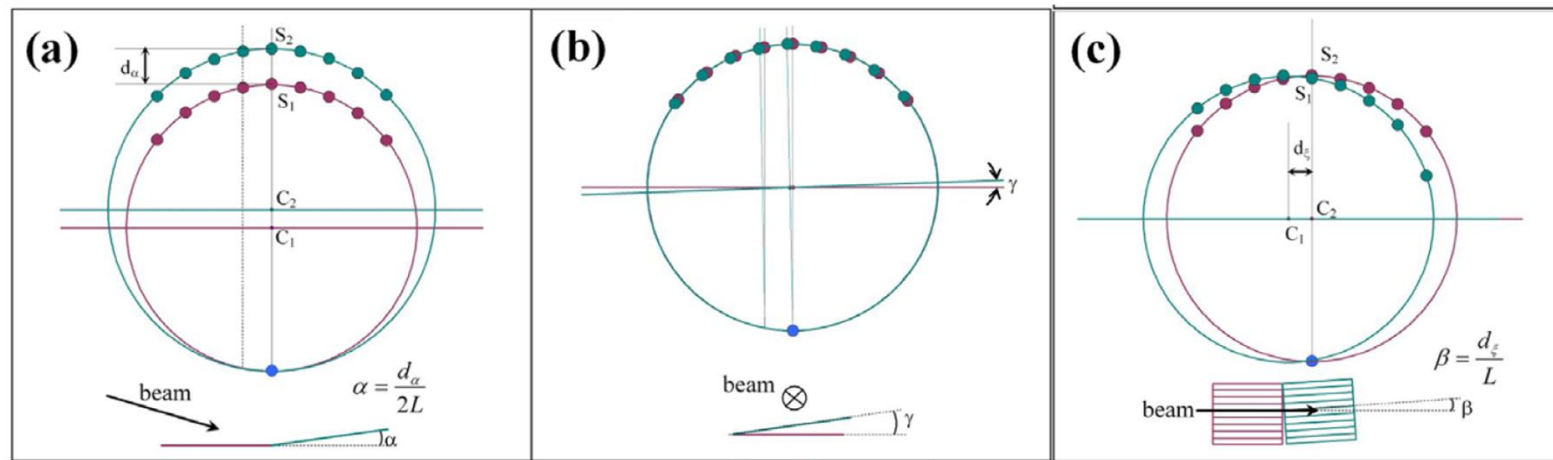 (a)
S₂
dα
S₁
C₂
C₁
beam
α = dα / 2L
α
(b)
γ
beam
γ
(c)
S₂
S₁
dξ
C₂
C₁
β = dξ / L
beam
β